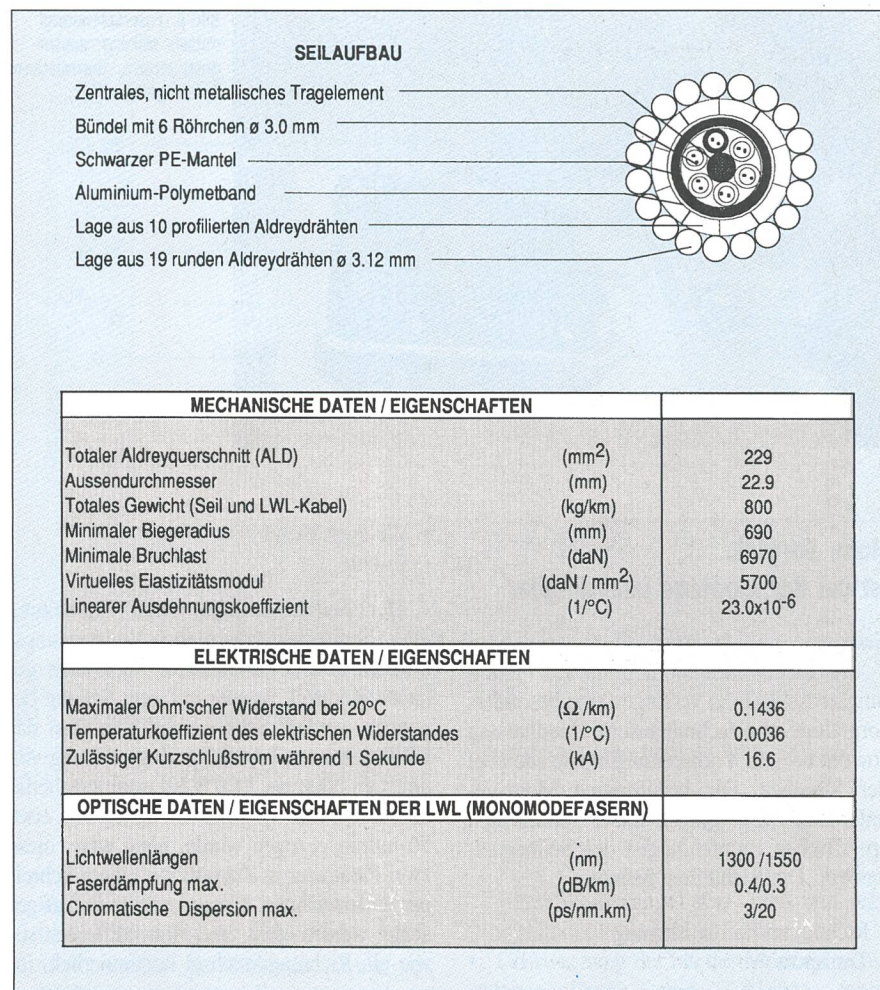 SEILAUFBAU
Zentrales, nicht metallisches Tragelement
Bündel mit 6 Röhrchen ø 3.0 mm
Schwarzer PE-Mantel
Aluminium-Polymetband
Lage aus 10 profilierten Aldreydrähten
Lage aus 19 runden Aldreydrähten ø 3.12 mm
MECHANISCHE DATEN / EIGENSCHAFTEN
Totaler Aldreyquerschnitt (ALD) (mm²) 229
Aussendurchmesser (mm) 22.9
Totales Gewicht (Seil und LWL-Kabel) (kg/km) 800
Minimaler Biegeradius (mm) 690
Minimale Bruchlast (daN) 6970
Virtuelles Elastizitätsmodul (daN / mm²) 5700
Linearer Ausdehnungskoeffizient (1/°C) 23.0x10⁻⁶
ELEKTRISCHE DATEN / EIGENSCHAFTEN
Maximaler Ohm'scher Widerstand bei 20°C (Ω /km) 0.1436
Temperaturkoeffizient des elektrischen Widerstandes (1/°C) 0.0036
Zulässiger Kurzschlußstrom während 1 Sekunde (kA) 16.6
OPTISCHE DATEN / EIGENSCHAFTEN DER LWL (MONOMODEFASERN)
Lichtwellenlängen (nm) 1300 /1550
Faserdämpfung max. (dB/km) 0.4/0.3
Chromatische Dispersion max. (ps/nm.km) 3/20